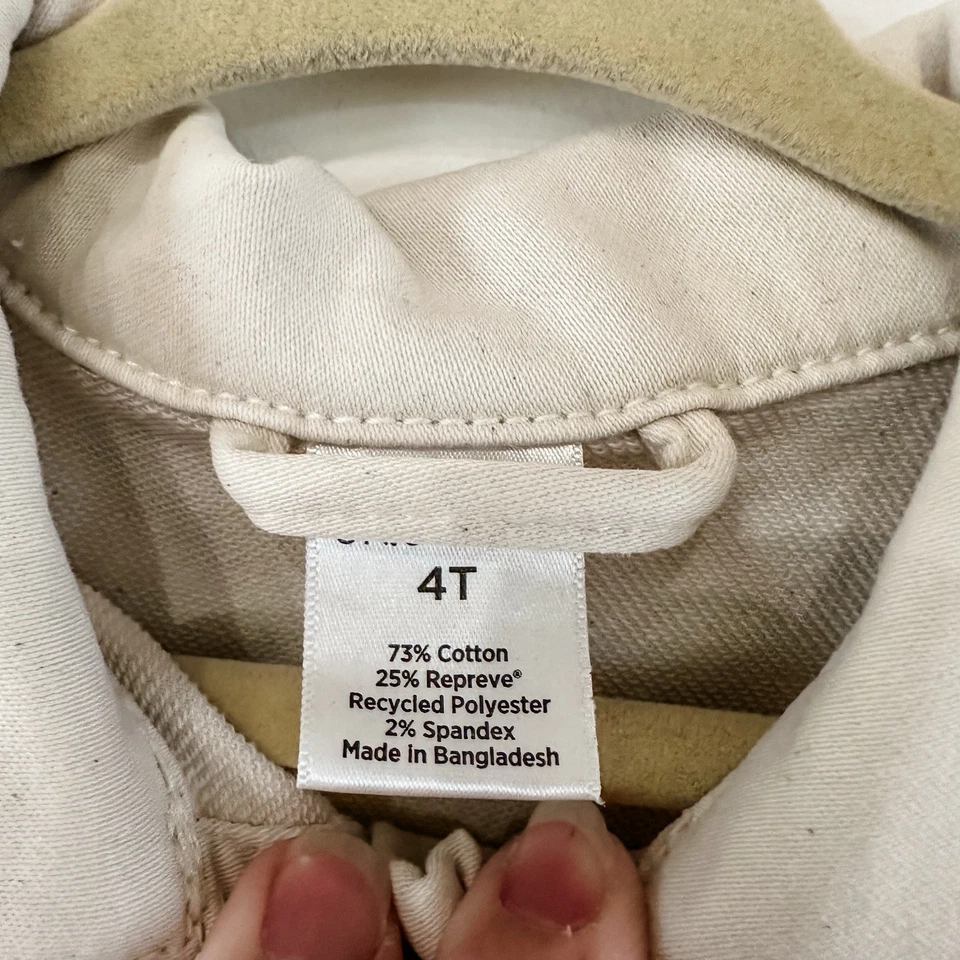 4T
73% Cotton
25% Repreve®
Recycled Polyester
2% Spandex
Made in Bangladesh